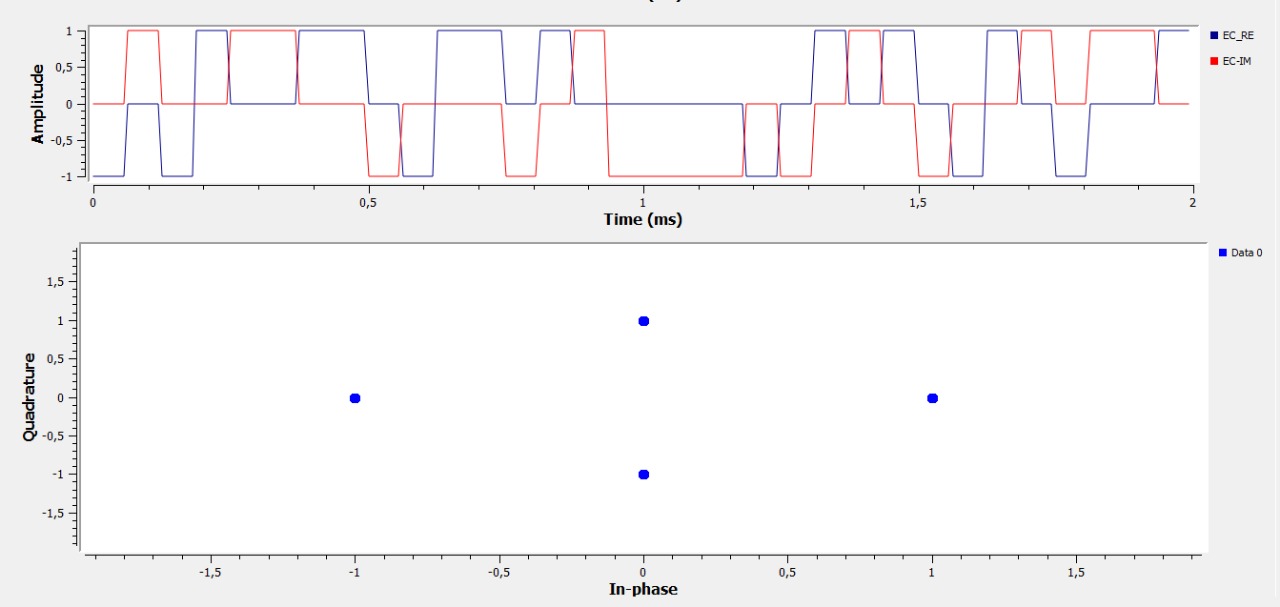 1
0,5
0
-0,5
-1
Amplitude
EC_RE
EC-IM
0 0,5 1 1,5 2
Time (ms)
1,5
1
0,5
0
-0,5
-1
-1,5
Quadrature
Data 0
-1,5 -1 -0,5 0 0,5 1 1,5
In-phase